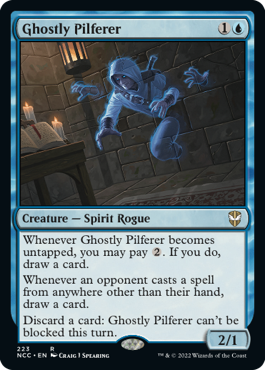 Ghostly Pilferer 1
Creature — Spirit Rogue
Whenever Ghostly Pilferer becomes
untapped, you may pay 2. If you do,
draw a card.
Whenever an opponent casts a spell
from anywhere other than their hand,
draw a card.
Discard a card: Ghostly Pilferer can't be
blocked this turn.
2/1
223 R
NCC • EN CRAIG J SPEARING ™ & © 2022 Wizards of the Coast